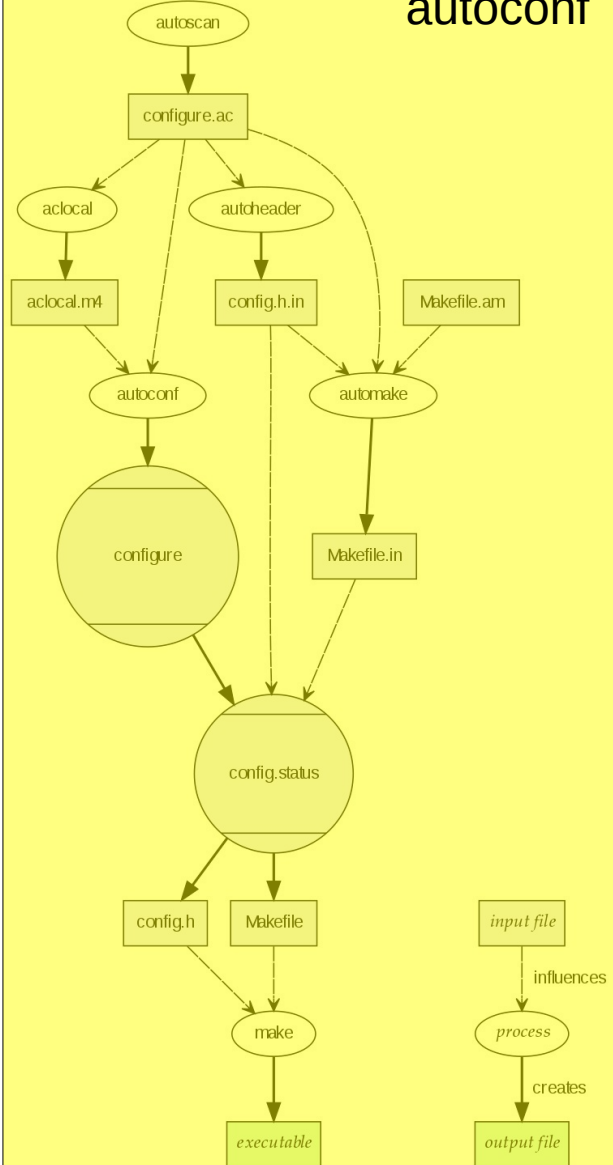 autoconf
autoscan
configure.ac
aclocal
autoheader
aclocal.m4
config.h.in
Makefile.am
autoconf
automake
configure
Makefile.in
config.status
config.h
Makefile
input file
influences
make
process
creates
executable
output file